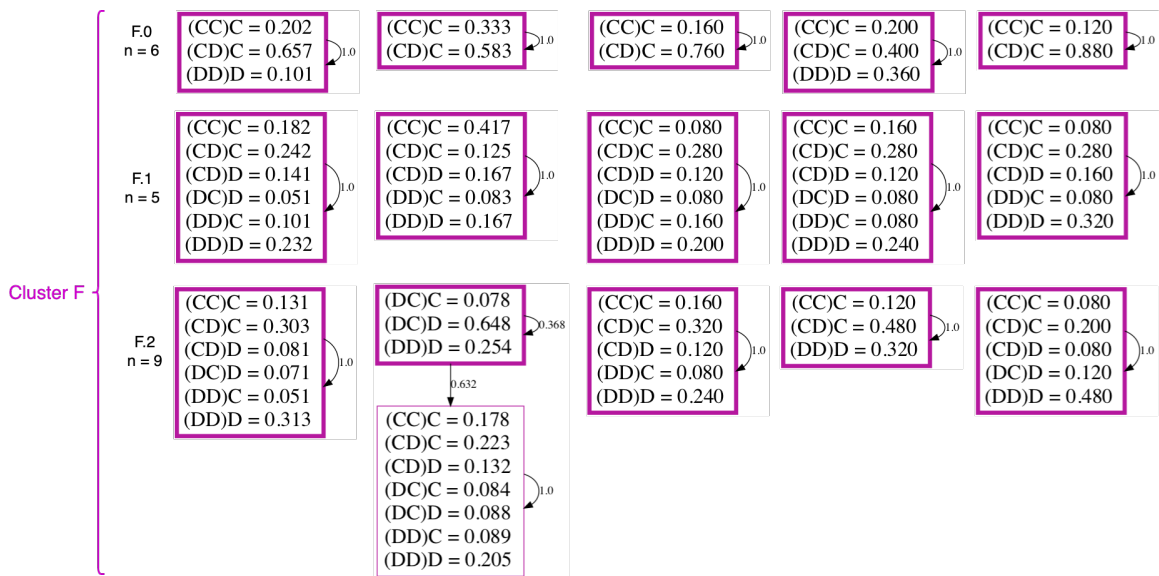 Cluster F
F.0
n = 6
(CC)C = 0.202
(CD)C = 0.657
(DD)D = 0.101
1.0
(CC)C = 0.333
(CD)C = 0.583
1.0
(CC)C = 0.160
(CD)C = 0.760
1.0
(CC)C = 0.200
(CD)C = 0.400
(DD)D = 0.360
1.0
(CC)C = 0.120
(CD)C = 0.880
1.0
F.1
n = 5
(CC)C = 0.182
(CD)C = 0.242
(CD)D = 0.141
(DC)D = 0.051
(DD)C = 0.101
(DD)D = 0.232
1.0
(CC)C = 0.417
(CD)C = 0.125
(CD)D = 0.167
(DD)C = 0.083
(DD)D = 0.167
1.0
(CC)C = 0.080
(CD)C = 0.280
(CD)D = 0.120
(DC)D = 0.080
(DD)C = 0.160
(DD)D = 0.200
1.0
(CC)C = 0.160
(CD)C = 0.280
(CD)D = 0.120
(DC)D = 0.080
(DD)C = 0.080
(DD)D = 0.240
1.0
(CC)C = 0.080
(CD)C = 0.280
(CD)D = 0.160
(DD)C = 0.080
(DD)D = 0.320
1.0
F.2
n = 9
(CC)C = 0.131
(CD)C = 0.303
(CD)D = 0.081
(DC)D = 0.071
(DD)C = 0.051
(DD)D = 0.313
1.0
(DC)C = 0.078
(DC)D = 0.648
(DD)D = 0.254
0.368
0.632
(CC)C = 0.178
(CD)C = 0.223
(CD)D = 0.132
(DC)C = 0.084
(DC)D = 0.088
(DD)C = 0.089
(DD)D = 0.205
1.0
(CC)C = 0.160
(CD)C = 0.320
(CD)D = 0.120
(DD)C = 0.080
(DD)D = 0.240
1.0
(CC)C = 0.120
(CD)C = 0.480
(DD)D = 0.320
1.0
(CC)C = 0.080
(CD)C = 0.200
(CD)D = 0.080
(DC)D = 0.120
(DD)D = 0.480
1.0